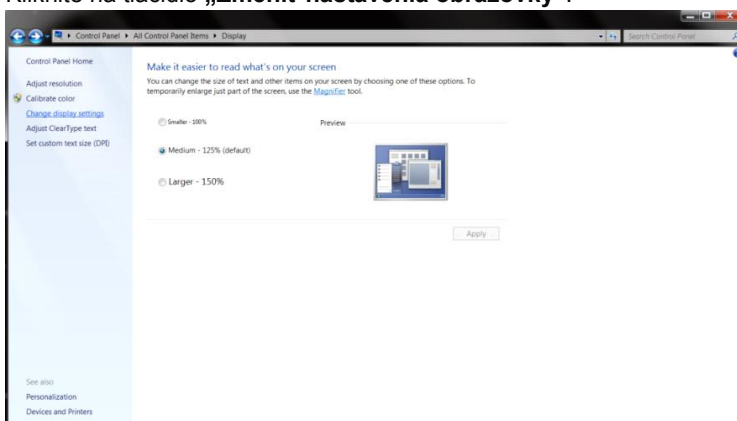 Kliknite na tlačidlo „Zmeniť nastavenia obrazovky“.
Control Panel ▸ All Control Panel Items ▸ Display
Search Control Panel
Control Panel Home
Adjust resolution
Calibrate color
Change display settings
Adjust ClearType text
Set custom text size (DPI)
Make it easier to read what's on your screen
You can change the size of text and other items on your screen by choosing one of these options. To
temporarily enlarge just part of the screen, use the Magnifier tool.
Smaller - 100%
Preview
Medium - 125% (default)
Larger - 150%
Apply
See also
Personalization
Devices and Printers